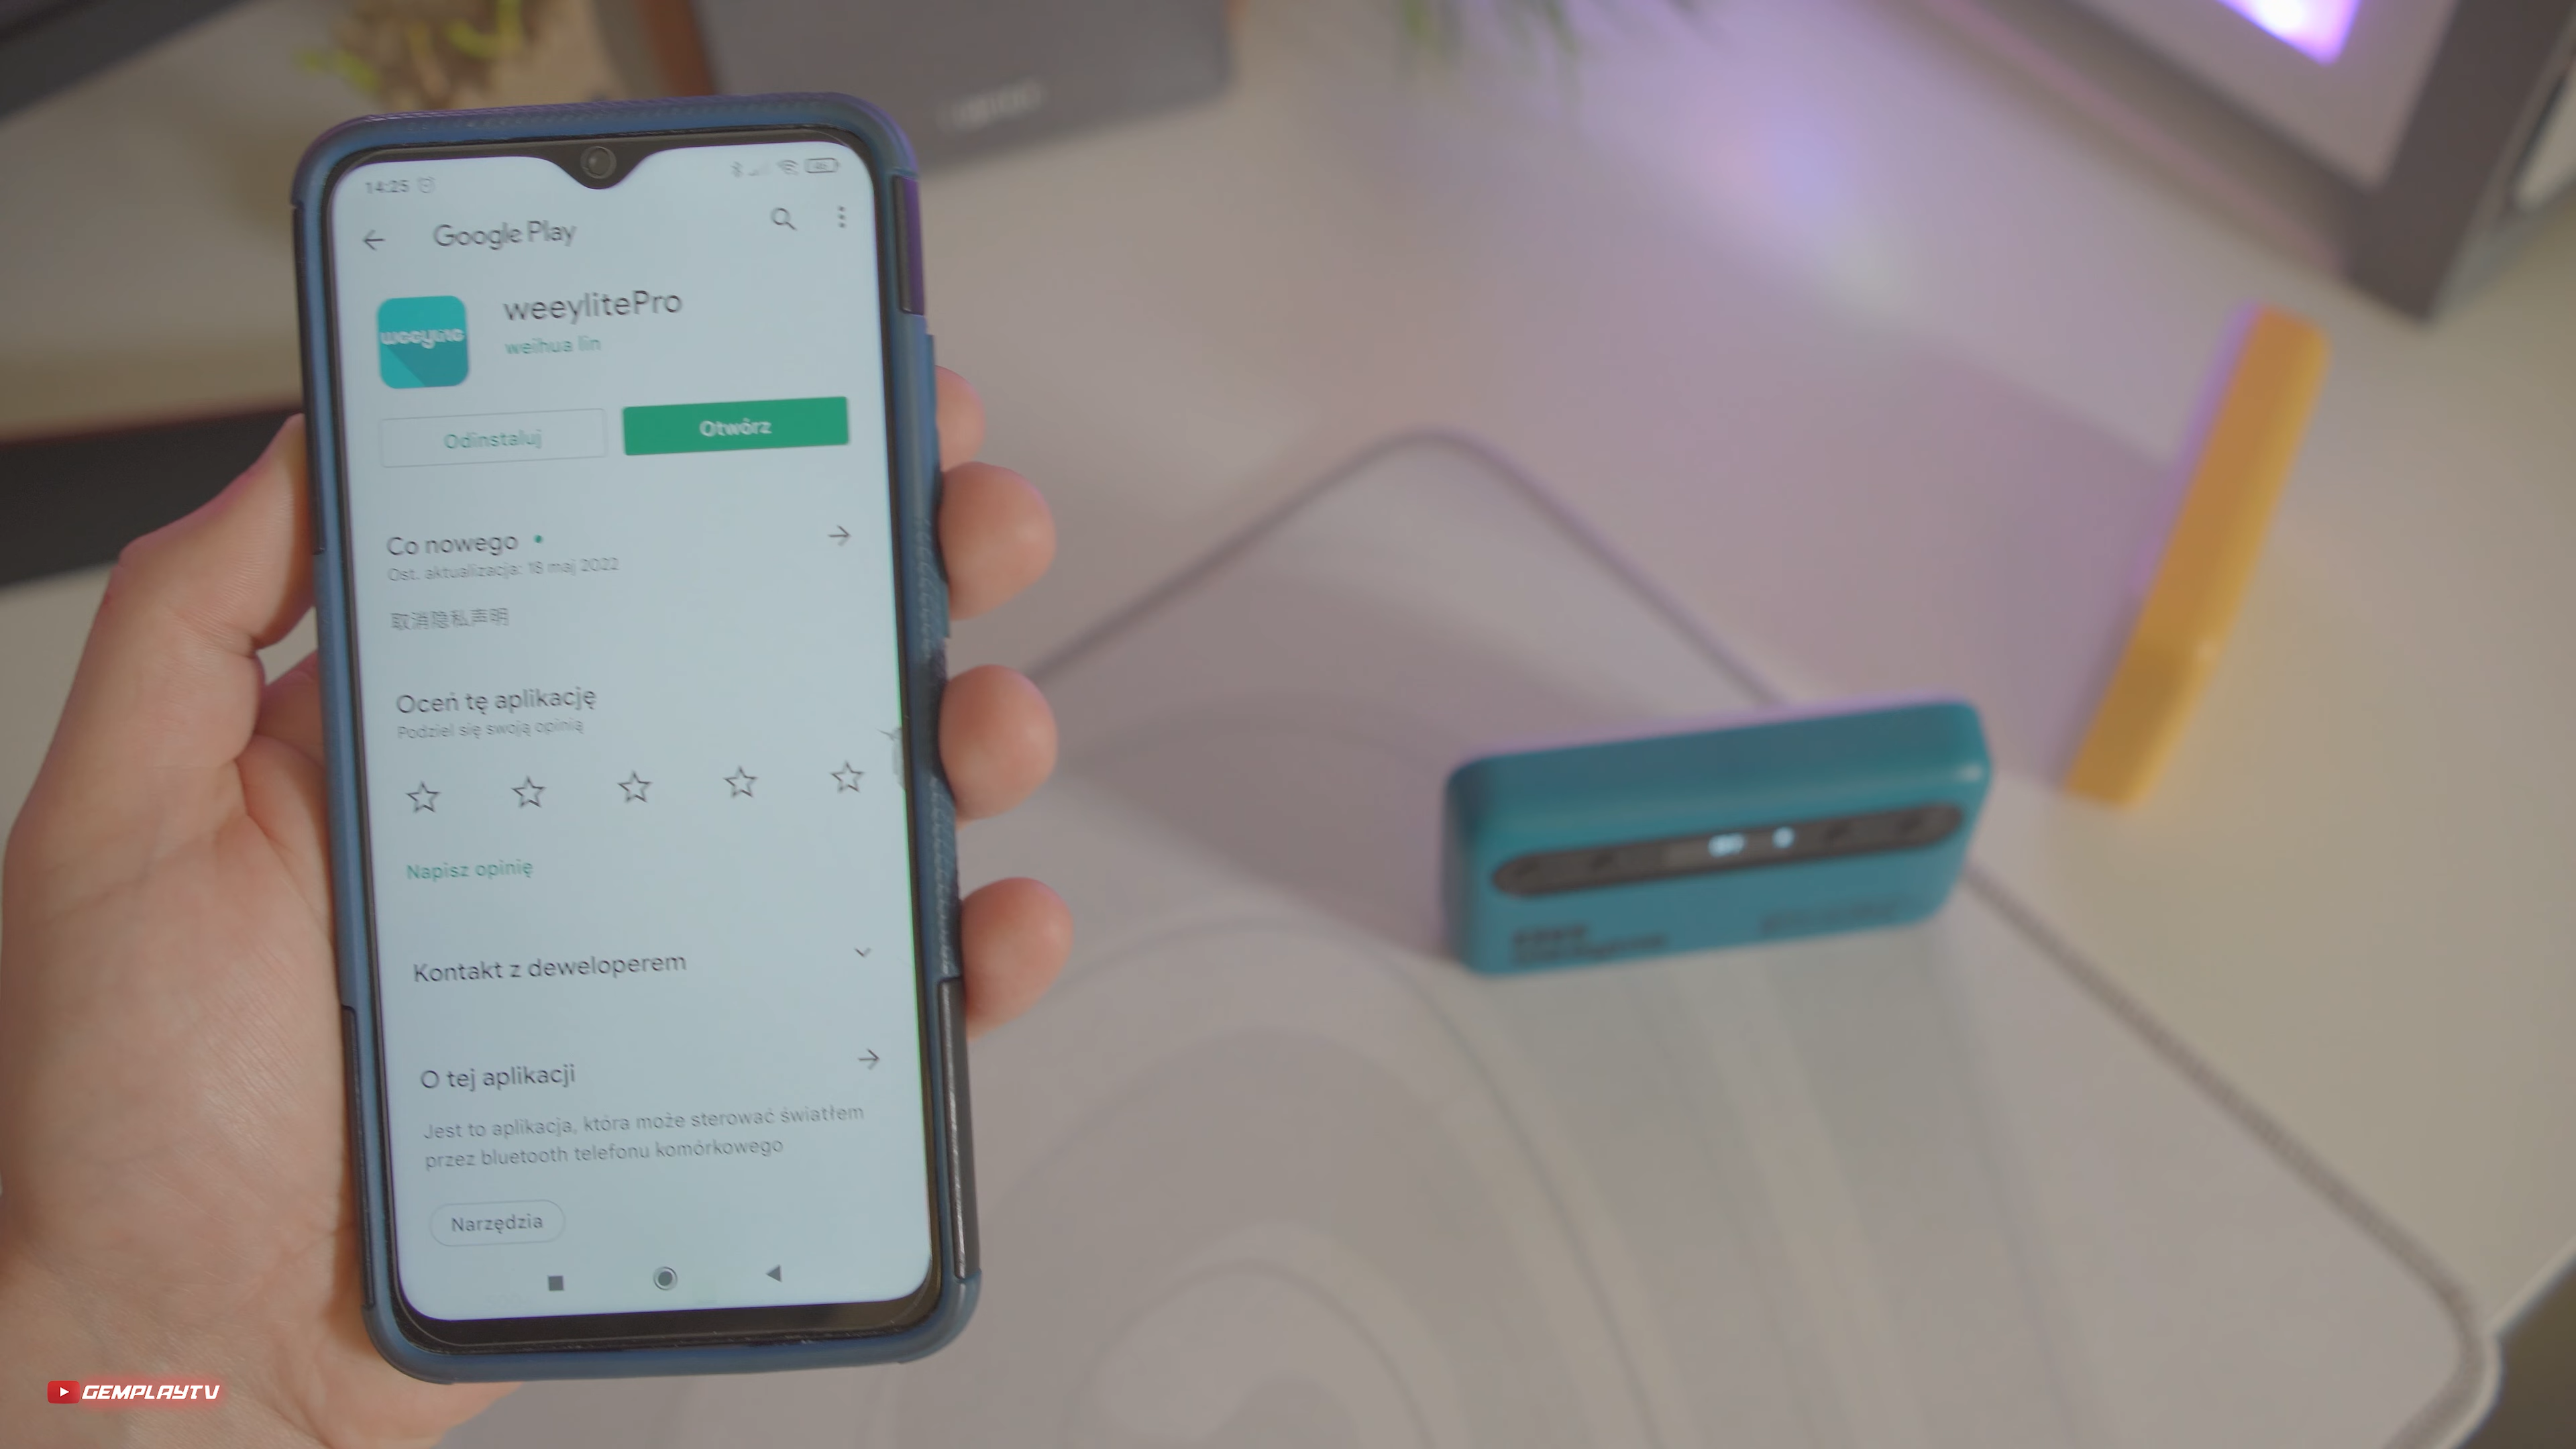 14:25
Google Play
weeylitePro
weeylite
weihua lin
Odinstaluj
Otwórz
Co nowego
Ost. aktualizacja: 18 maj 2022
取消隐私声明
Oceń tę aplikację
Podziel się swoją opinią
Napisz opinię
Kontakt z deweloperem
O tej aplikacji
Jest to aplikacja, która może sterować światłem
przez bluetooth telefonu komórkowego
Narzędzia
GEMPLAYTV